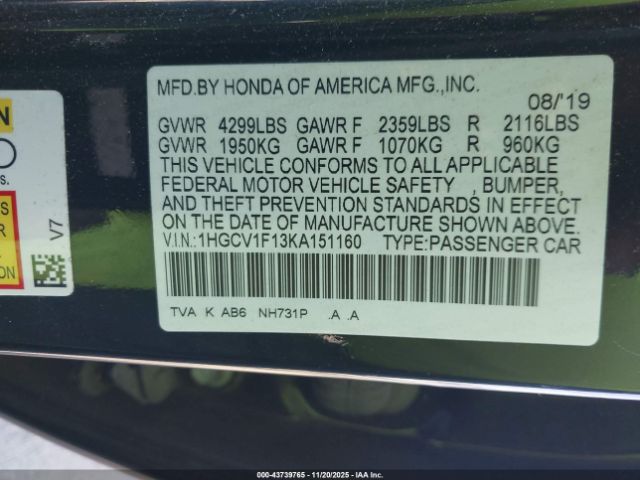 MFD.BY HONDA OF AMERICA MFG.,INC.
08/'19
GVWR 4299LBS GAWR F 2359LBS R 2116LBS
GVWR 1950KG GAWR F 1070KG R 960KG
THIS VEHICLE CONFORMS TO ALL APPLICABLE
FEDERAL MOTOR VEHICLE SAFETY , BUMPER,
AND THEFT PREVENTION STANDARDS IN EFFECT
ON THE DATE OF MANUFACTURE SHOWN ABOVE.
V.I.N.:1HGCV1F13KA151160 TYPE:PASSENGER CAR
TVA K AB6 NH731P .A .A
V7
N
s.
S
R
000-43739765 - 11/20/2025 - IAA Inc.